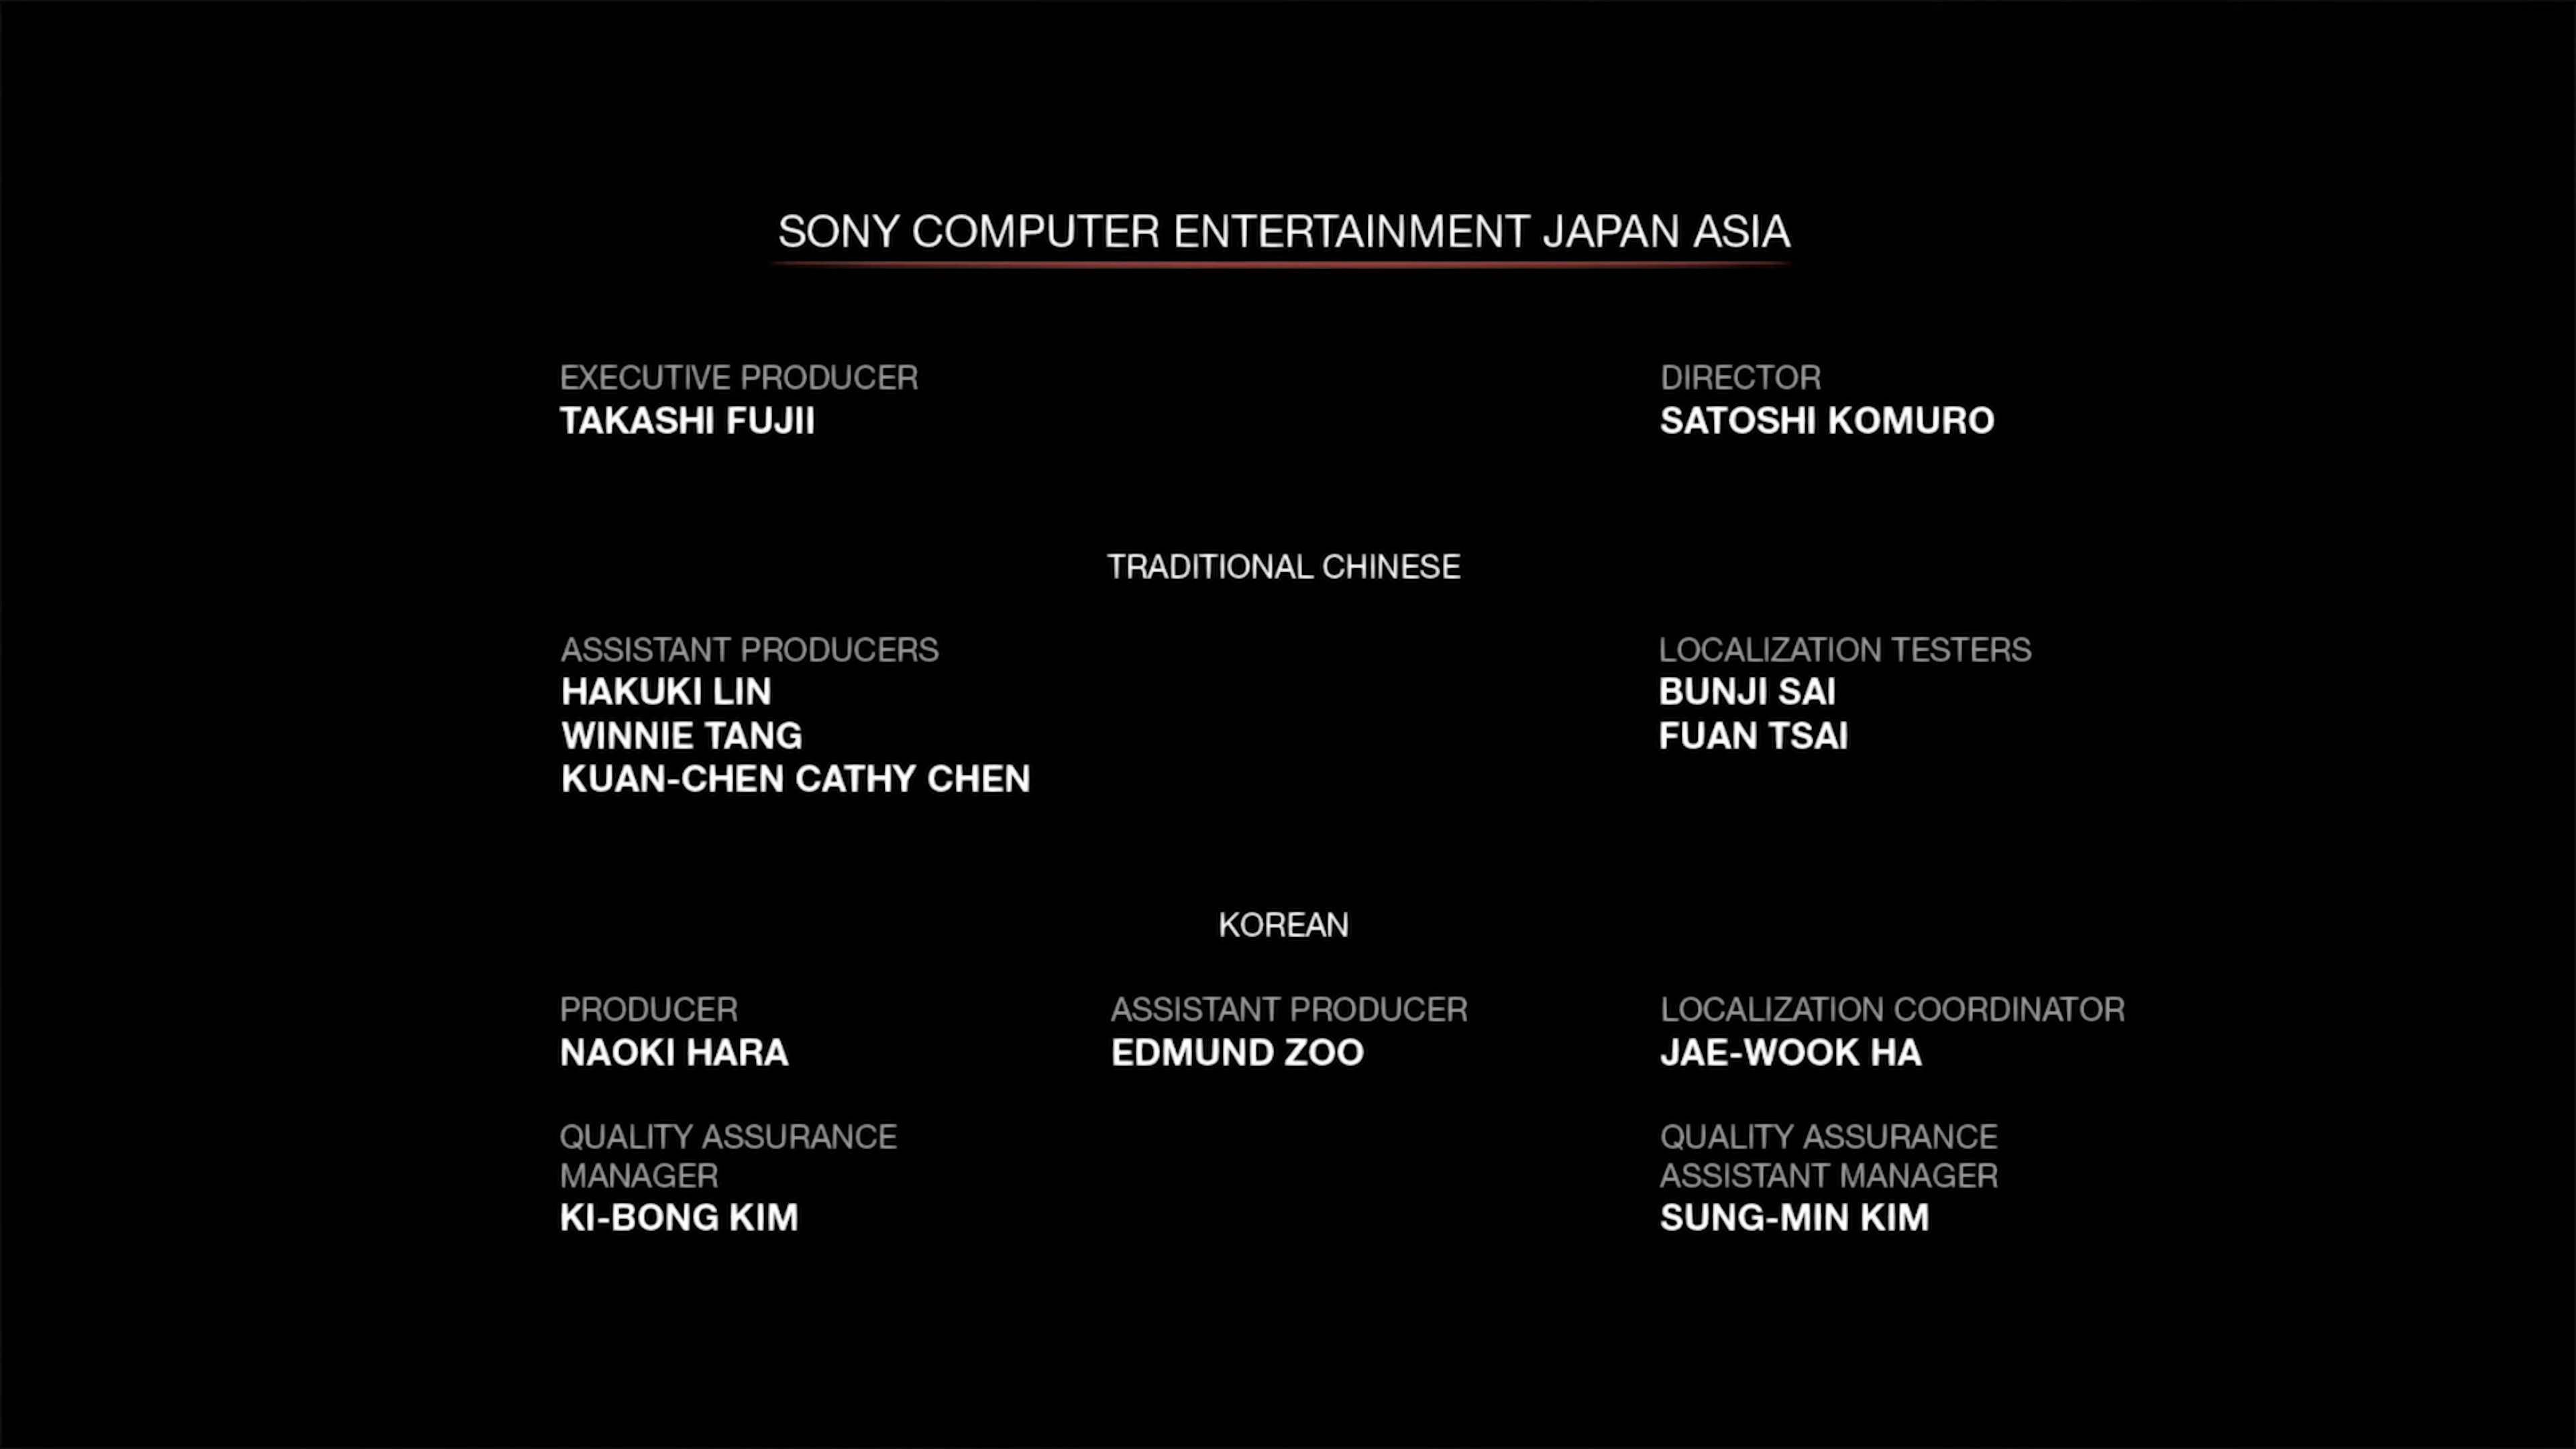 SONY COMPUTER ENTERTAINMENT JAPAN ASIA
EXECUTIVE PRODUCER
TAKASHI FUJII
DIRECTOR
SATOSHI KOMURO
TRADITIONAL CHINESE
ASSISTANT PRODUCERS
HAKUKI LIN
WINNIE TANG
KUAN-CHEN CATHY CHEN
LOCALIZATION TESTERS
BUNJI SAI
FUAN TSAI
KOREAN
PRODUCER
NAOKI HARA
ASSISTANT PRODUCER
EDMUND ZOO
LOCALIZATION COORDINATOR
JAE-WOOK HA
QUALITY ASSURANCE
MANAGER
KI-BONG KIM
QUALITY ASSURANCE
ASSISTANT MANAGER
SUNG-MIN KIM